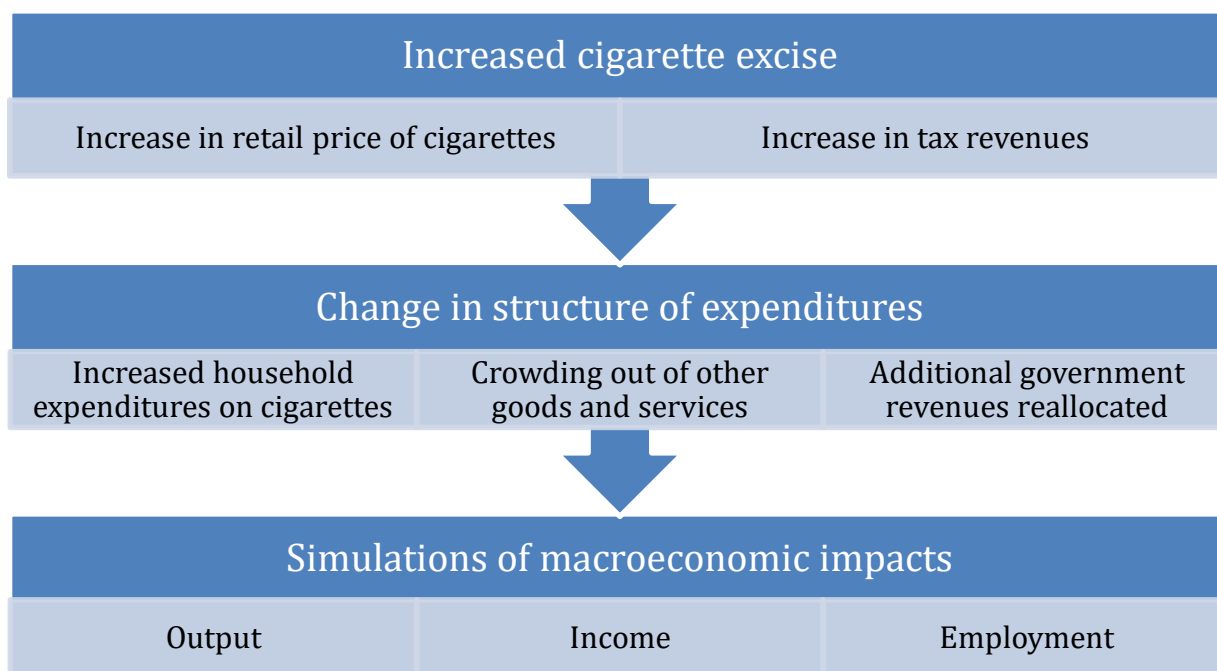 Increased cigarette excise
Increase in retail price of cigarettes
Increase in tax revenues
Change in structure of expenditures
Increased household
expenditures on cigarettes
Crowding out of other
goods and services
Additional government
revenues reallocated
Simulations of macroeconomic impacts
Output
Income
Employment